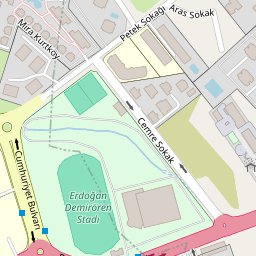 Aras Sokak
Petek Sokağı
Mira Kurtköy
Cemre Sokak
Cumhuriyet Bulvarı
Erdoğan
Demirören
Stadı